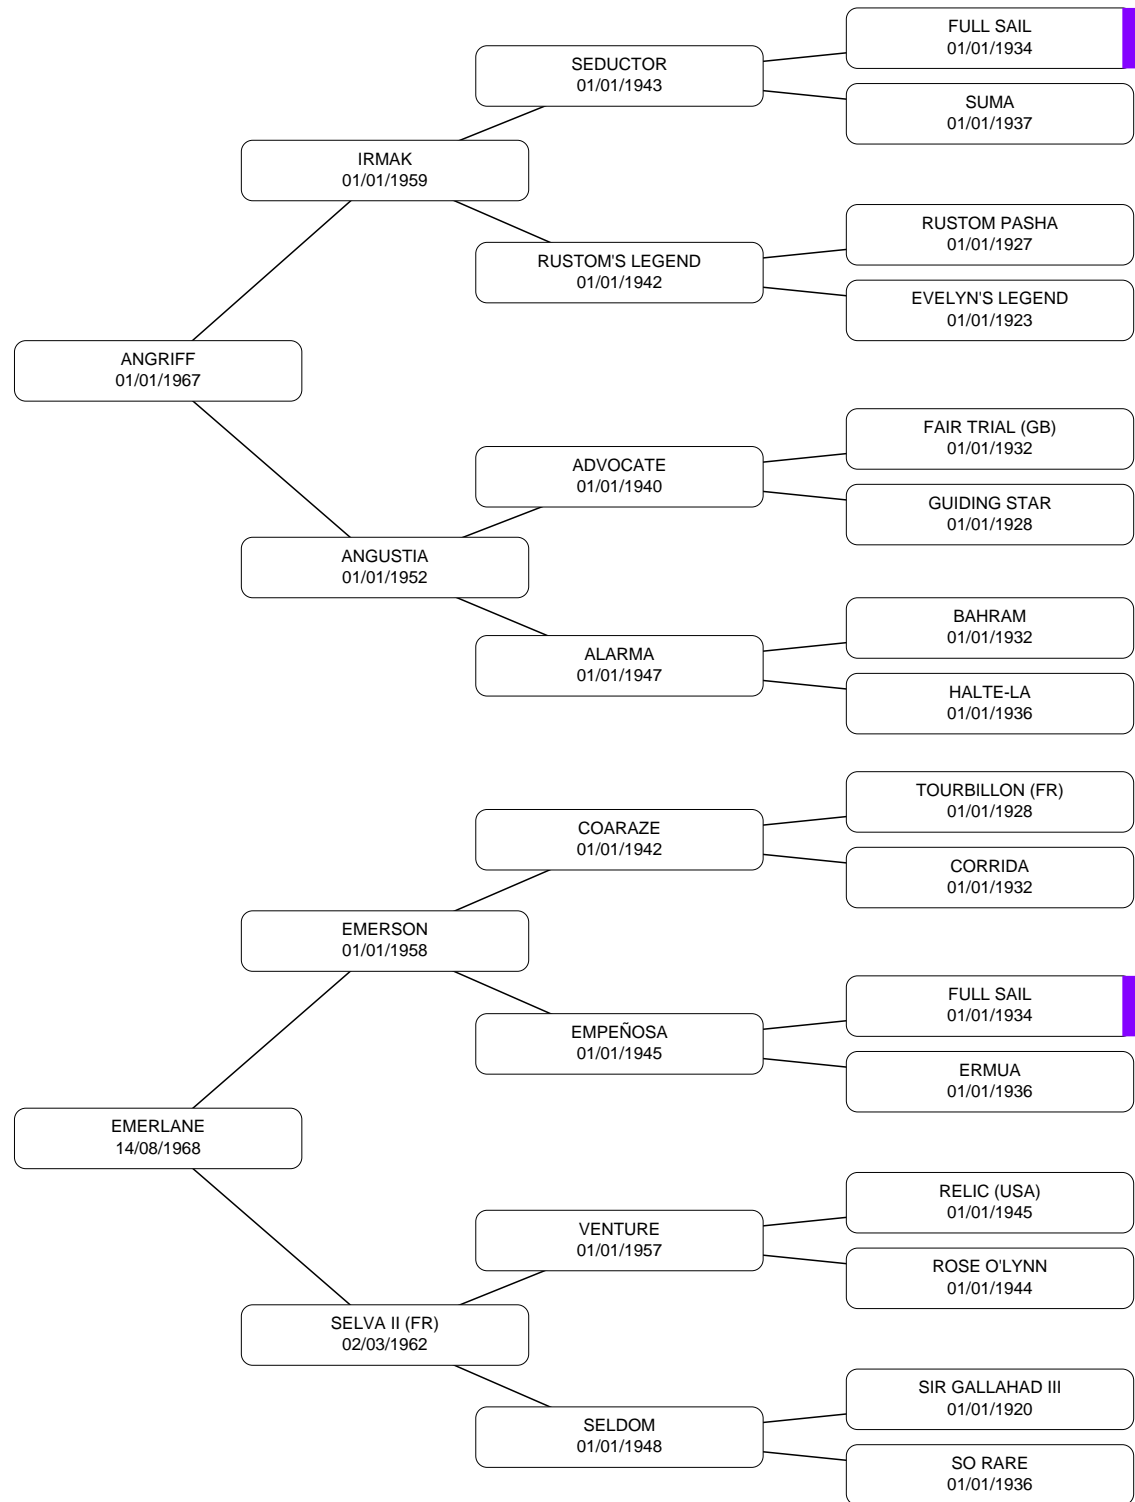 FULL SAIL
01/01/1934
SEDUCTOR
01/01/1943
SUMA
01/01/1937
IRMAK
01/01/1959
RUSTOM PASHA
01/01/1927
RUSTOM'S LEGEND
01/01/1942
EVELYN'S LEGEND
01/01/1923
ANGRIFF
01/01/1967
FAIR TRIAL (GB)
01/01/1932
ADVOCATE
01/01/1940
GUIDING STAR
01/01/1928
ANGUSTIA
01/01/1952
BAHRAM
01/01/1932
ALARMA
01/01/1947
HALTE-LA
01/01/1936
TOURBILLON (FR)
01/01/1928
COARAZE
01/01/1942
CORRIDA
01/01/1932
EMERSON
01/01/1958
FULL SAIL
01/01/1934
EMPEÑOSA
01/01/1945
ERMUA
01/01/1936
EMERLANE
14/08/1968
RELIC (USA)
01/01/1945
VENTURE
01/01/1957
ROSE O'LYNN
01/01/1944
SELVA II (FR)
02/03/1962
SIR GALLAHAD III
01/01/1920
SELDOM
01/01/1948
SO RARE
01/01/1936